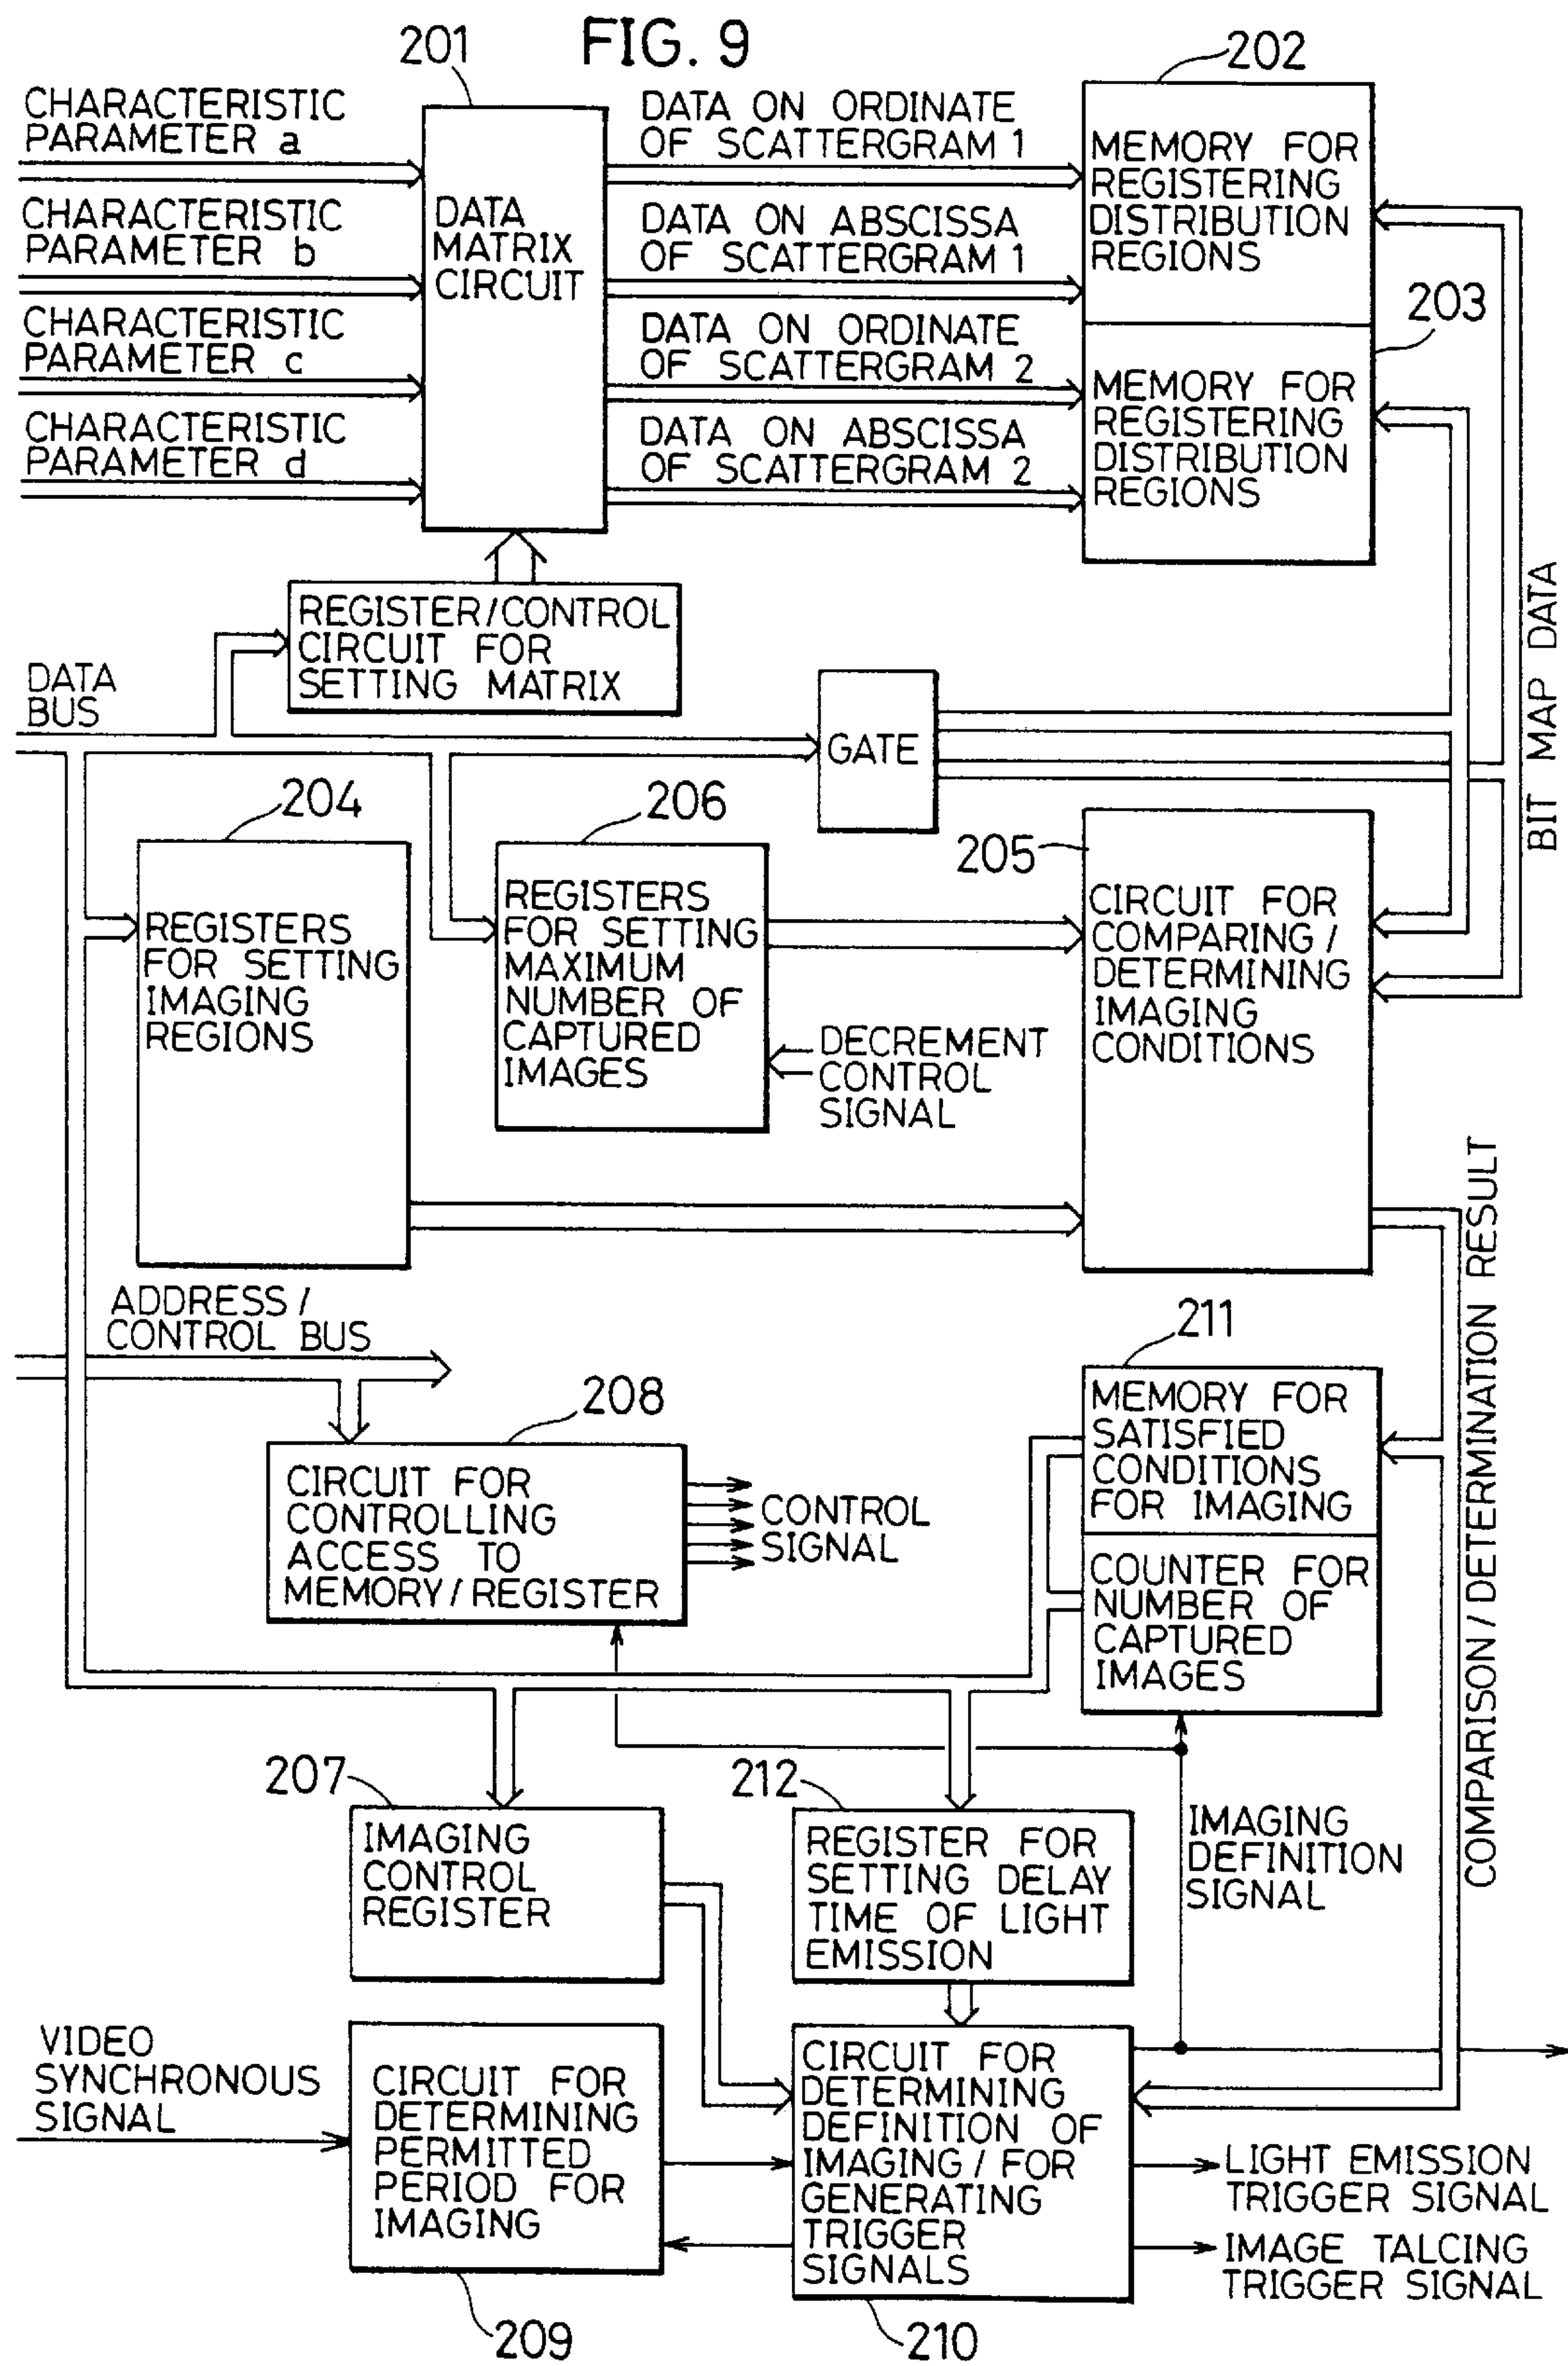 FIG. 9
201
202
CHARACTERISTIC
PARAMETER a
CHARACTERISTIC
PARAMETER b
CHARACTERISTIC
PARAMETER c
CHARACTERISTIC
PARAMETER d
DATA
MATRIX
CIRCUIT
DATA ON ORDINATE
OF SCATTERGRAM 1
DATA ON ABSCISSA
OF SCATTERGRAM 1
DATA ON ORDINATE
OF SCATTERGRAM 2
DATA ON ABSCISSA
OF SCATTERGRAM 2
MEMORY FOR
REGISTERING
DISTRIBUTION
REGIONS
203
MEMORY FOR
REGISTERING
DISTRIBUTION
REGIONS
REGISTER/CONTROL
CIRCUIT FOR
SETTING MATRIX
DATA
BUS
GATE
BIT MAP DATA
204
REGISTERS
FOR SETTING
IMAGING
REGIONS
206
REGISTERS
FOR SETTING
MAXIMUM
NUMBER OF
CAPTURED
IMAGES
DECREMENT
CONTROL
SIGNAL
205
CIRCUIT FOR
COMPARING/
DETERMINING
IMAGING
CONDITIONS
COMPARISON/DETERMINATION RESULT
ADDRESS/
CONTROL BUS
208
CIRCUIT FOR
CONTROLLING
ACCESS TO
MEMORY/REGISTER
CONTROL
SIGNAL
211
MEMORY FOR
SATISFIED
CONDITIONS
FOR IMAGING
COUNTER FOR
NUMBER OF
CAPTURED
IMAGES
207
IMAGING
CONTROL
REGISTER
212
REGISTER FOR
SETTING DELAY
TIME OF LIGHT
EMISSION
IMAGING
DEFINITION
SIGNAL
VIDEO
SYNCHRONOUS
SIGNAL
CIRCUIT FOR
DETERMINING
PERMITTED
PERIOD FOR
IMAGING
209
CIRCUIT FOR
DETERMINING
DEFINITION OF
IMAGING/FOR
GENERATING
TRIGGER
SIGNALS
210
LIGHT EMISSION
TRIGGER SIGNAL
IMAGE TALCING
TRIGGER SIGNAL